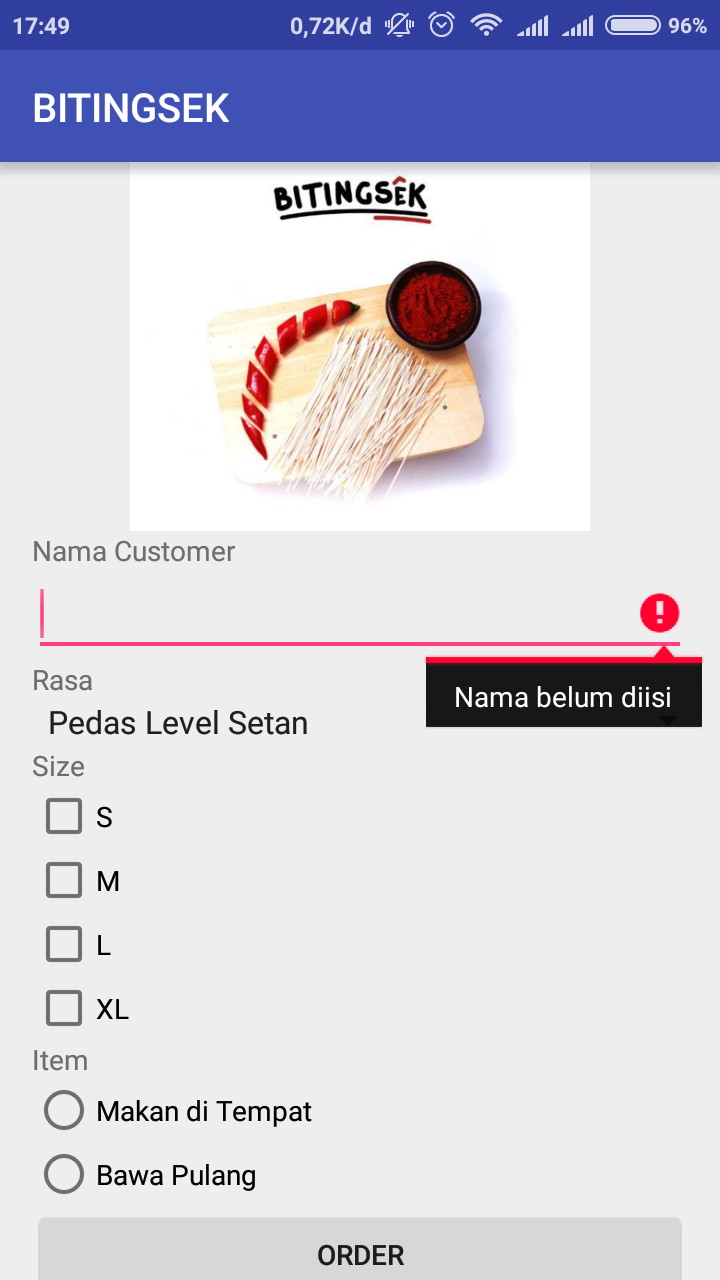 17:49 0,72K/d 96%
BITINGSEK
BITINGSÊK
Nama Customer
Nama belum diisi
Rasa
Pedas Level Setan
Size
S
M
L
XL
Item
Makan di Tempat
Bawa Pulang
ORDER